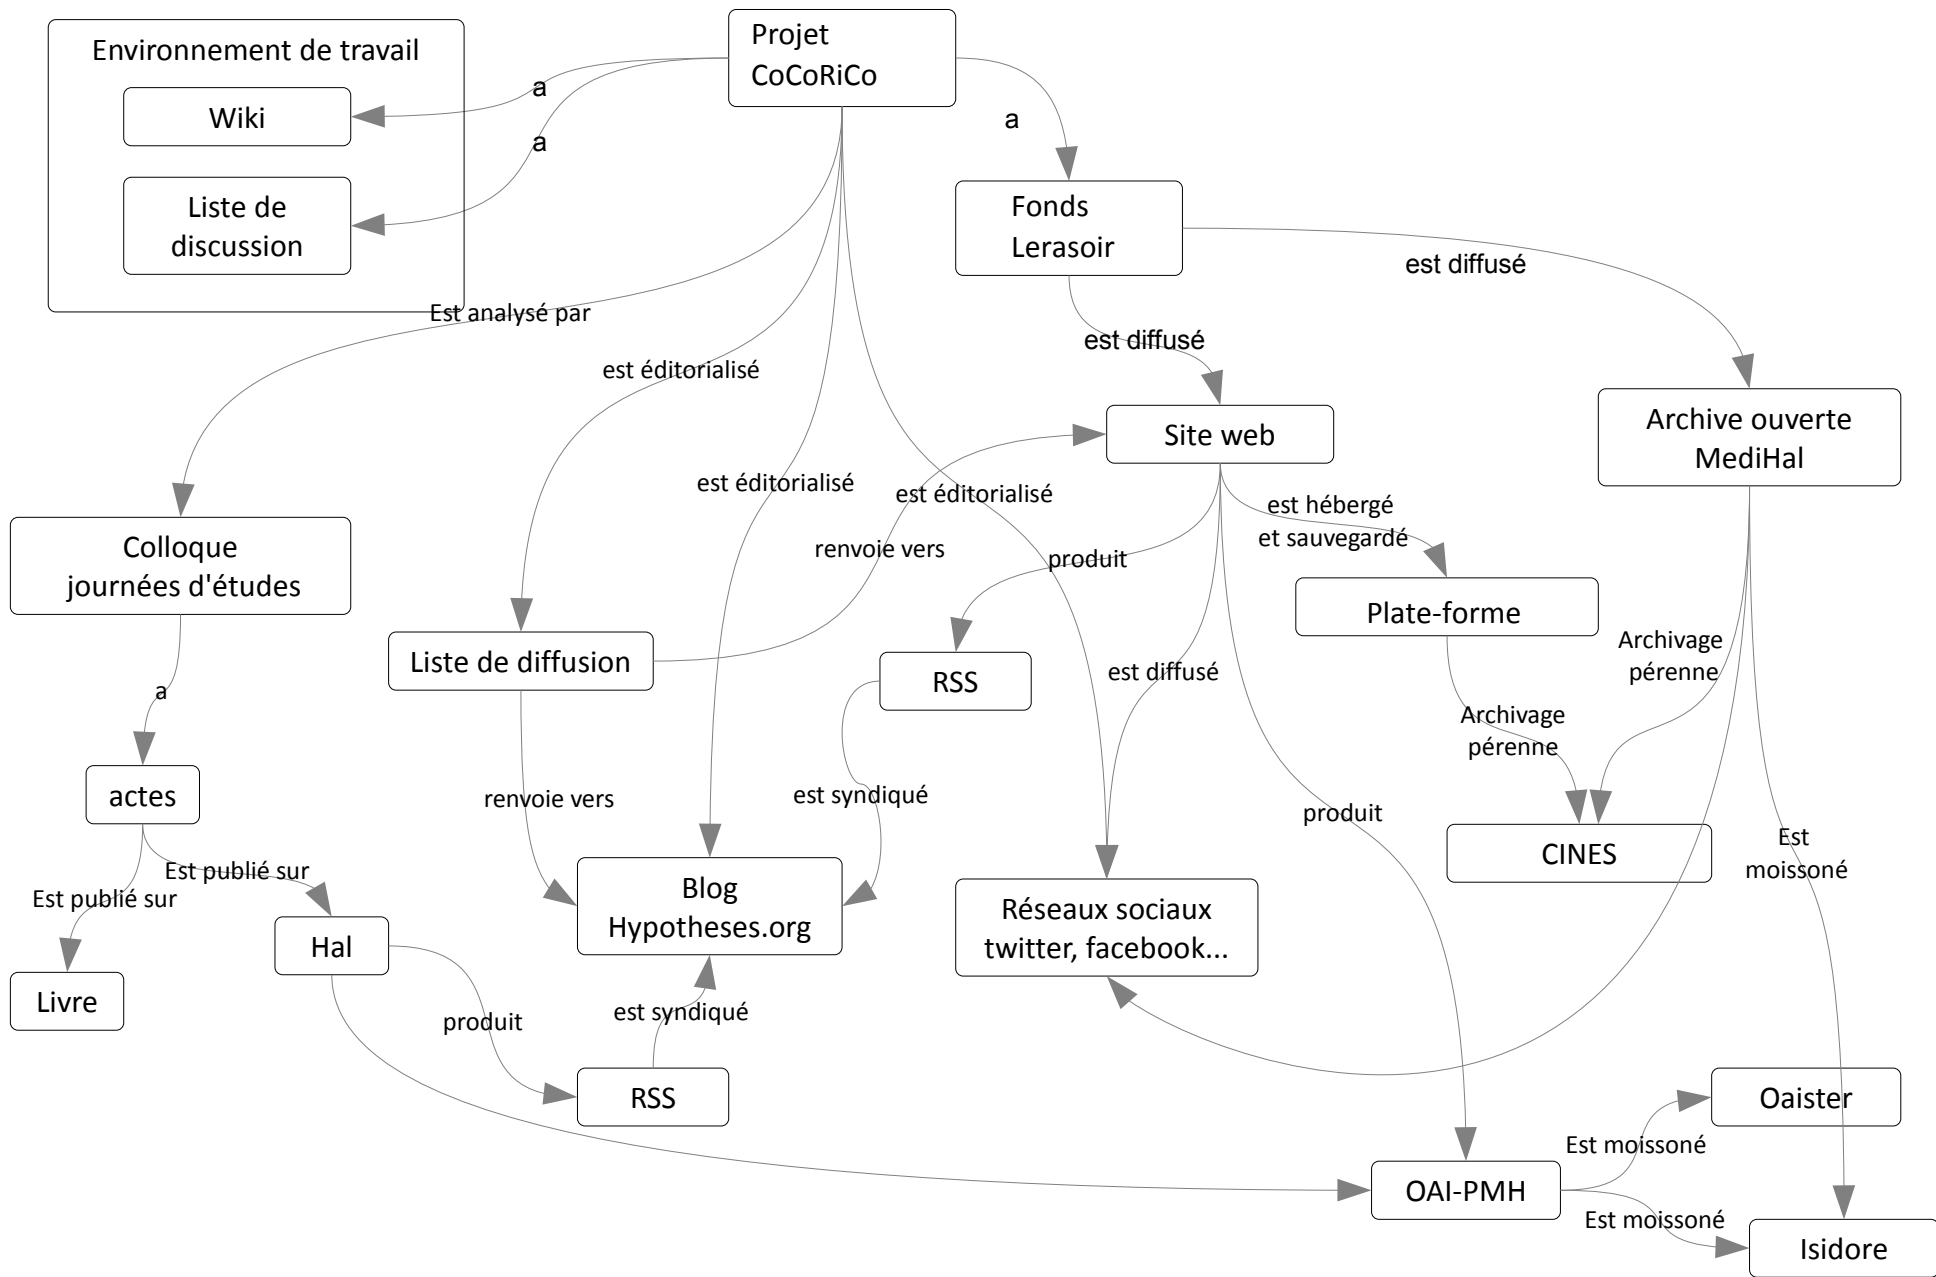 Environnement de travail
Projet
CoCoRiCo
Wiki
a
a
a
Liste de
discussion
Fonds
Lerasoir
est diffusé
Est analysé par
est diffusé
est éditorialisé
Site web
Archive ouverte
MediHal
est éditorialisé
est éditorialisé
est hébergé
et sauvegardé
renvoie vers
produit
Colloque
journées d'études
Plate-forme
Liste de diffusion
RSS
est diffusé
Archivage
pérenne
a
Archivage
pérenne
actes
renvoie vers
est syndiqué
produit
Est
moissoné
CINES
Est publié sur
Est publié sur
Blog
Hypotheses.org
Réseaux sociaux
twitter, facebook...
Hal
Livre
produit
est syndiqué
RSS
Oaister
Est moissoné
OAI-PMH
Est moissoné
Isidore